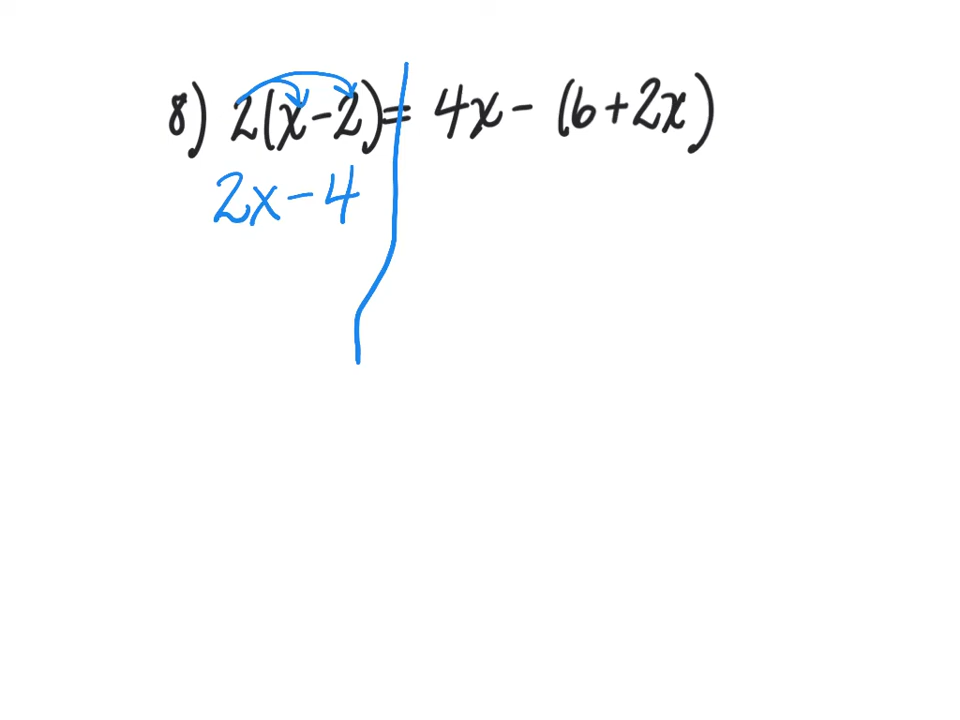 8) 2(x-2) = 4x - (6+2x)
2x-4